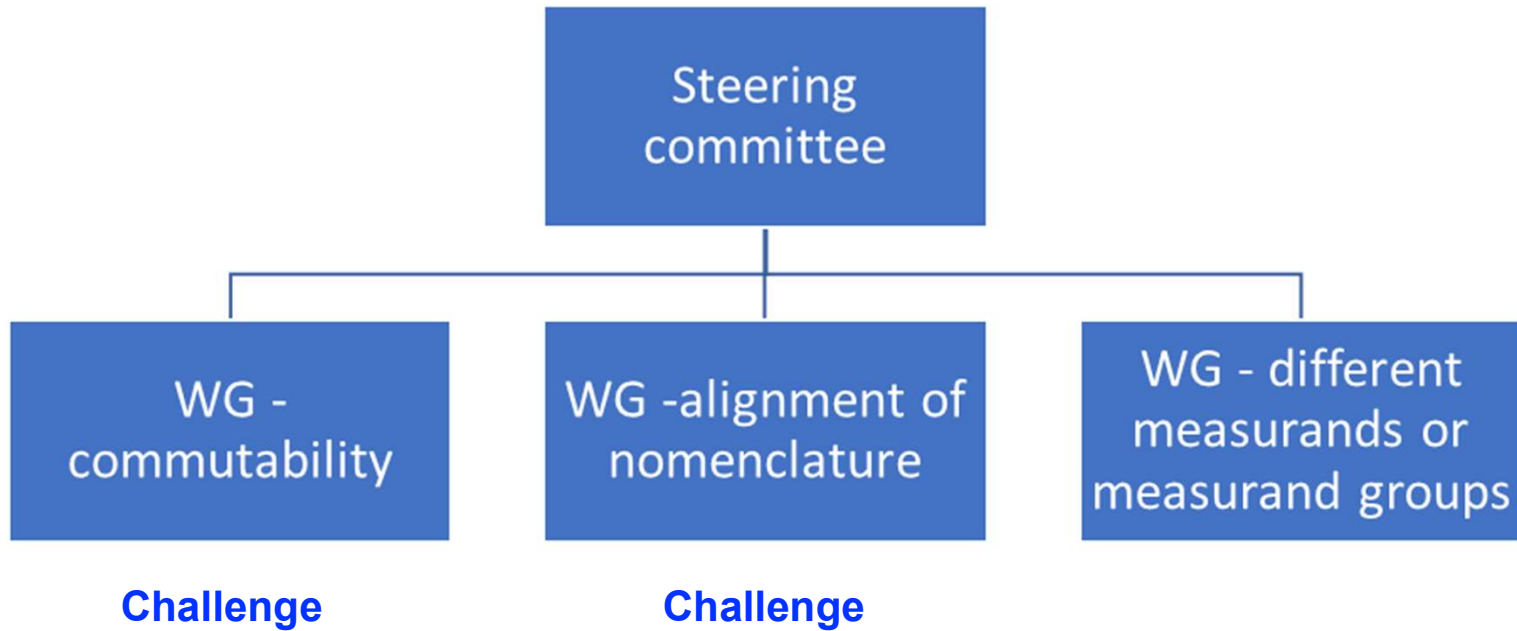 Steering
committee
WG -
commutability
WG -alignment of
nomenclature
WG - different
measurands or
measurand groups
Challenge
Challenge